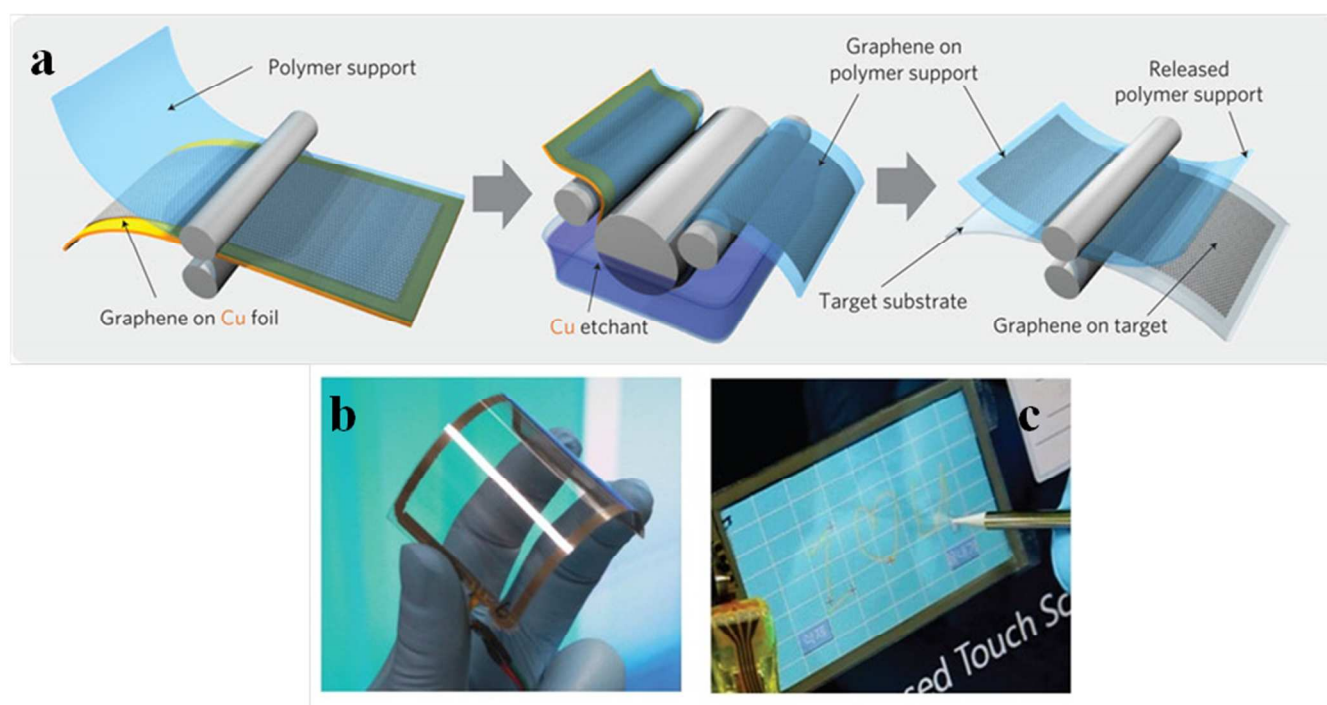 a
Polymer support
Graphene on Cu foil
Cu etchant
Graphene on
polymer support
Released
polymer support
Target substrate
Graphene on target
b
c
sed Touch Sc